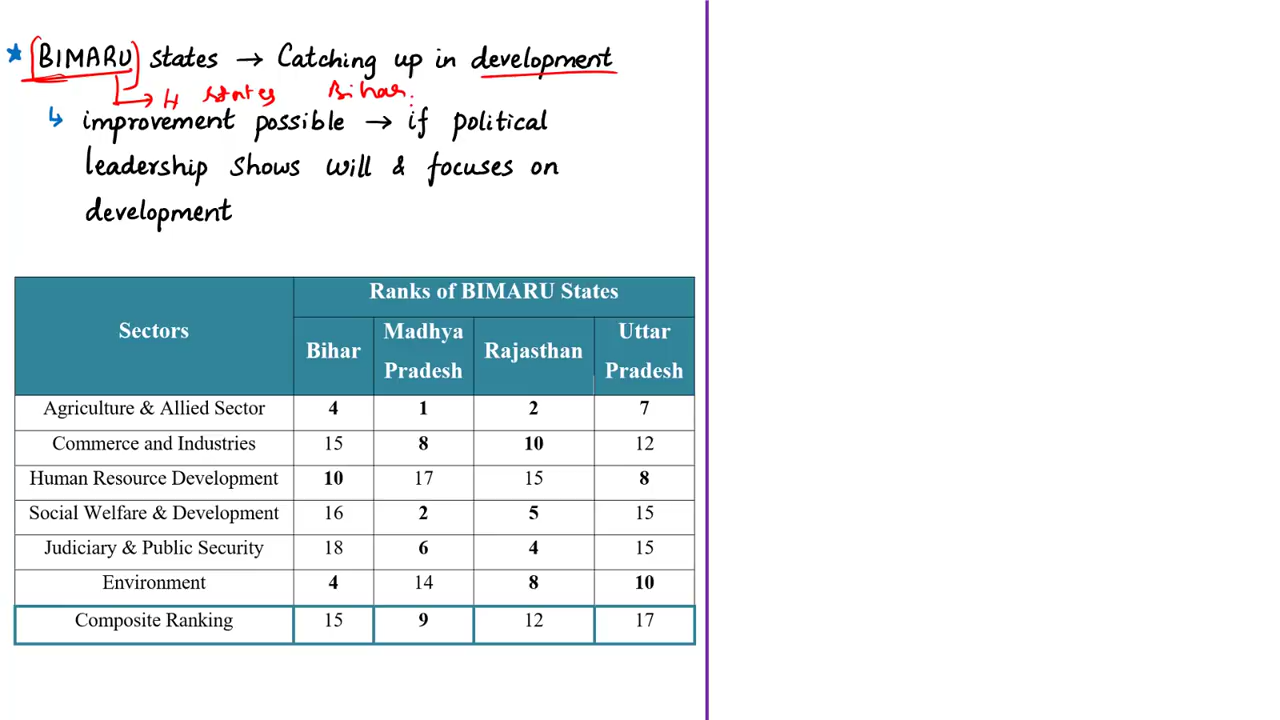 * BIMARU states → Catching up in development
↳ 4 states Bihar.
↳ improvement possible → if political
leadership shows will & focuses on
development
Sectors Ranks of BIMARU States
Bihar Madhya Pradesh Rajasthan Uttar Pradesh
Agriculture & Allied Sector 4 1 2 7
Commerce and Industries 15 8 10 12
Human Resource Development 10 17 15 8
Social Welfare & Development 16 2 5 15
Judiciary & Public Security 18 6 4 15
Environment 4 14 8 10
Composite Ranking 15 9 12 17